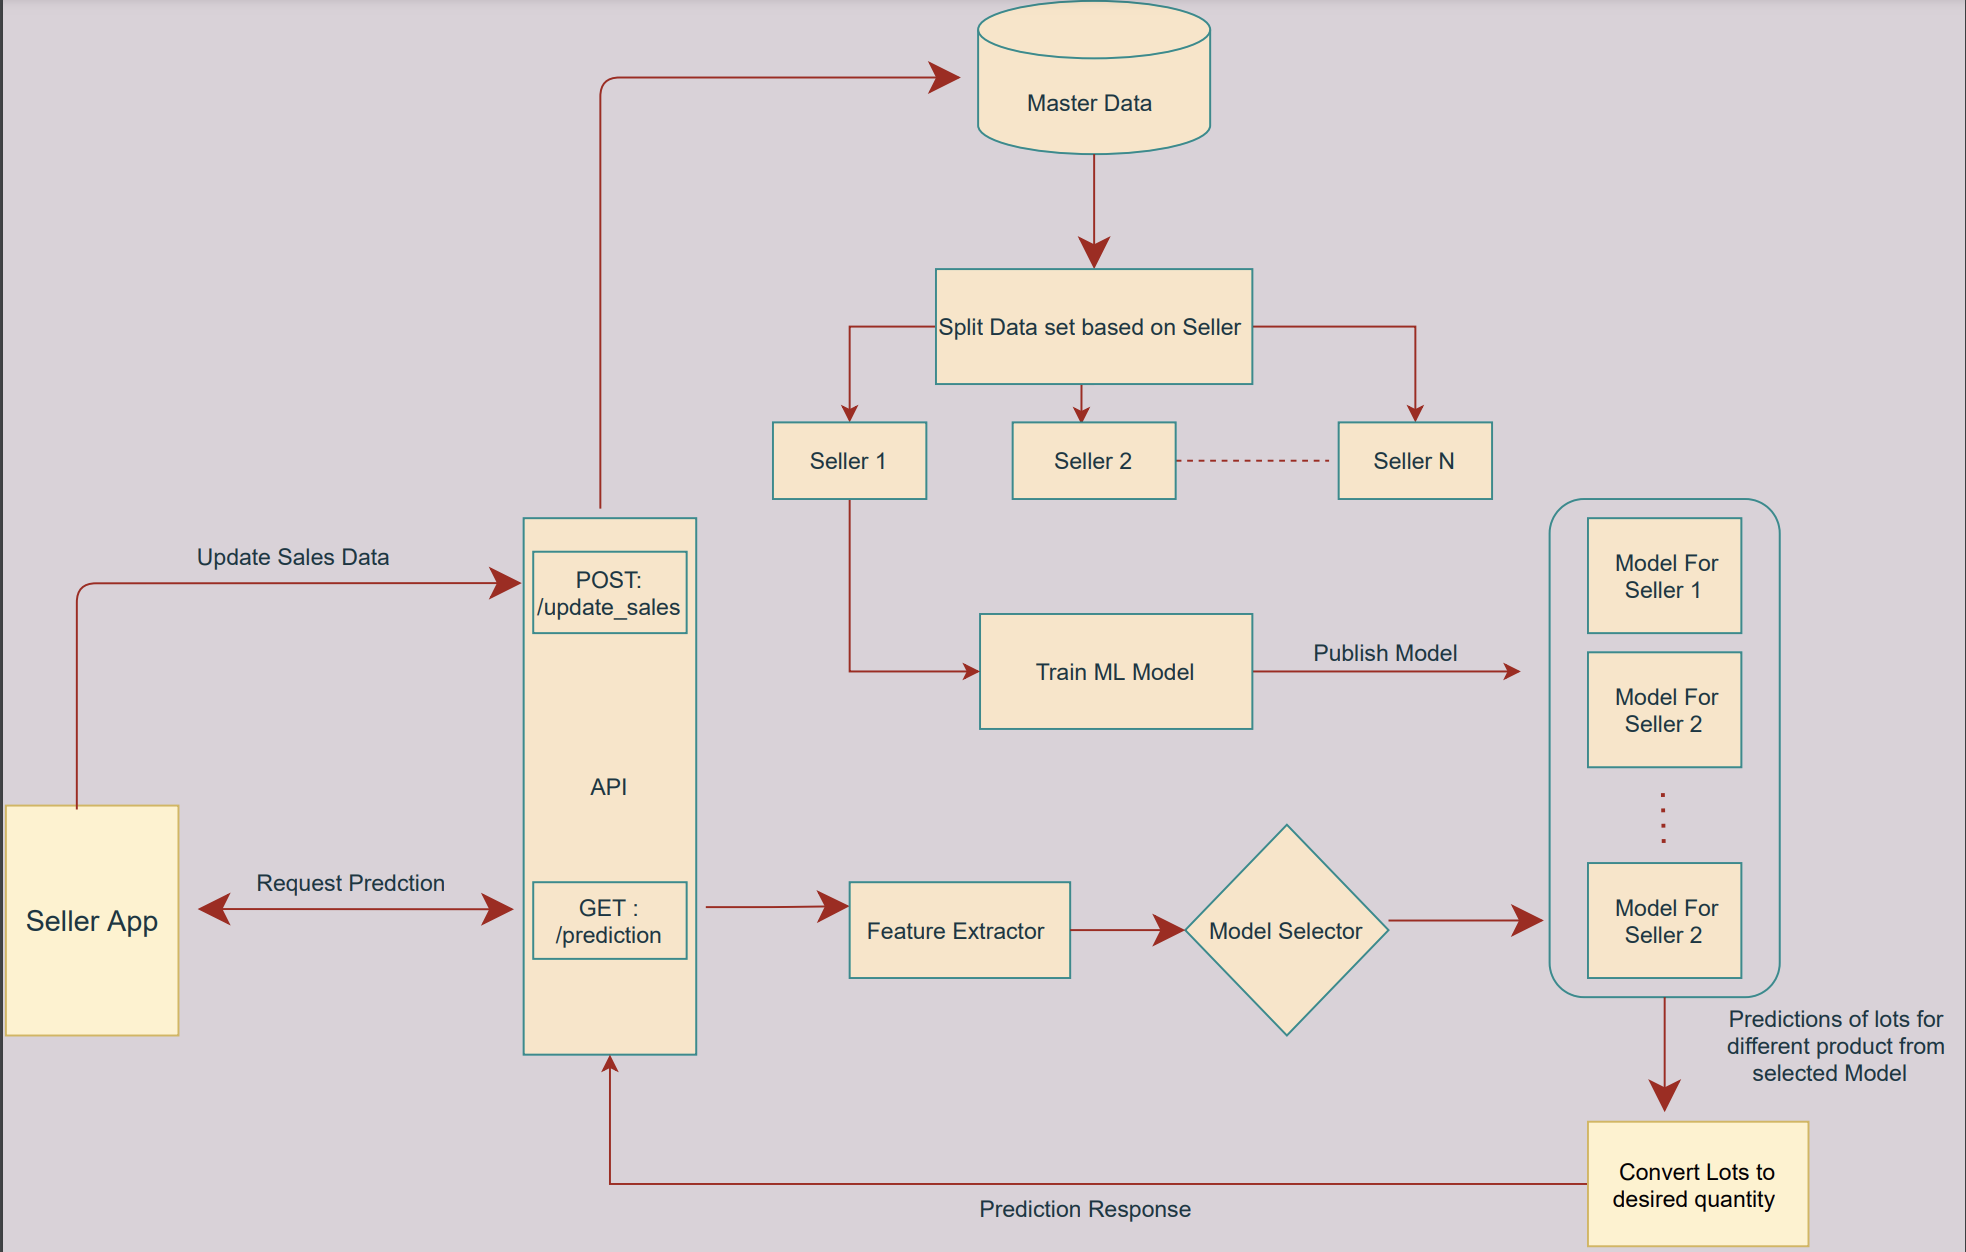 Master Data
Split Data set based on Seller
Seller 1
Seller 2
Seller N
Update Sales Data
POST:
/update_sales
Model For
Seller 1
Train ML Model
Publish Model
Model For
Seller 2
API
Seller App
Request Predction
GET :
/prediction
Feature Extractor
Model Selector
Model For
Seller 2
Predictions of lots for
different product from
selected Model
Convert Lots to
desired quantity
Prediction Response